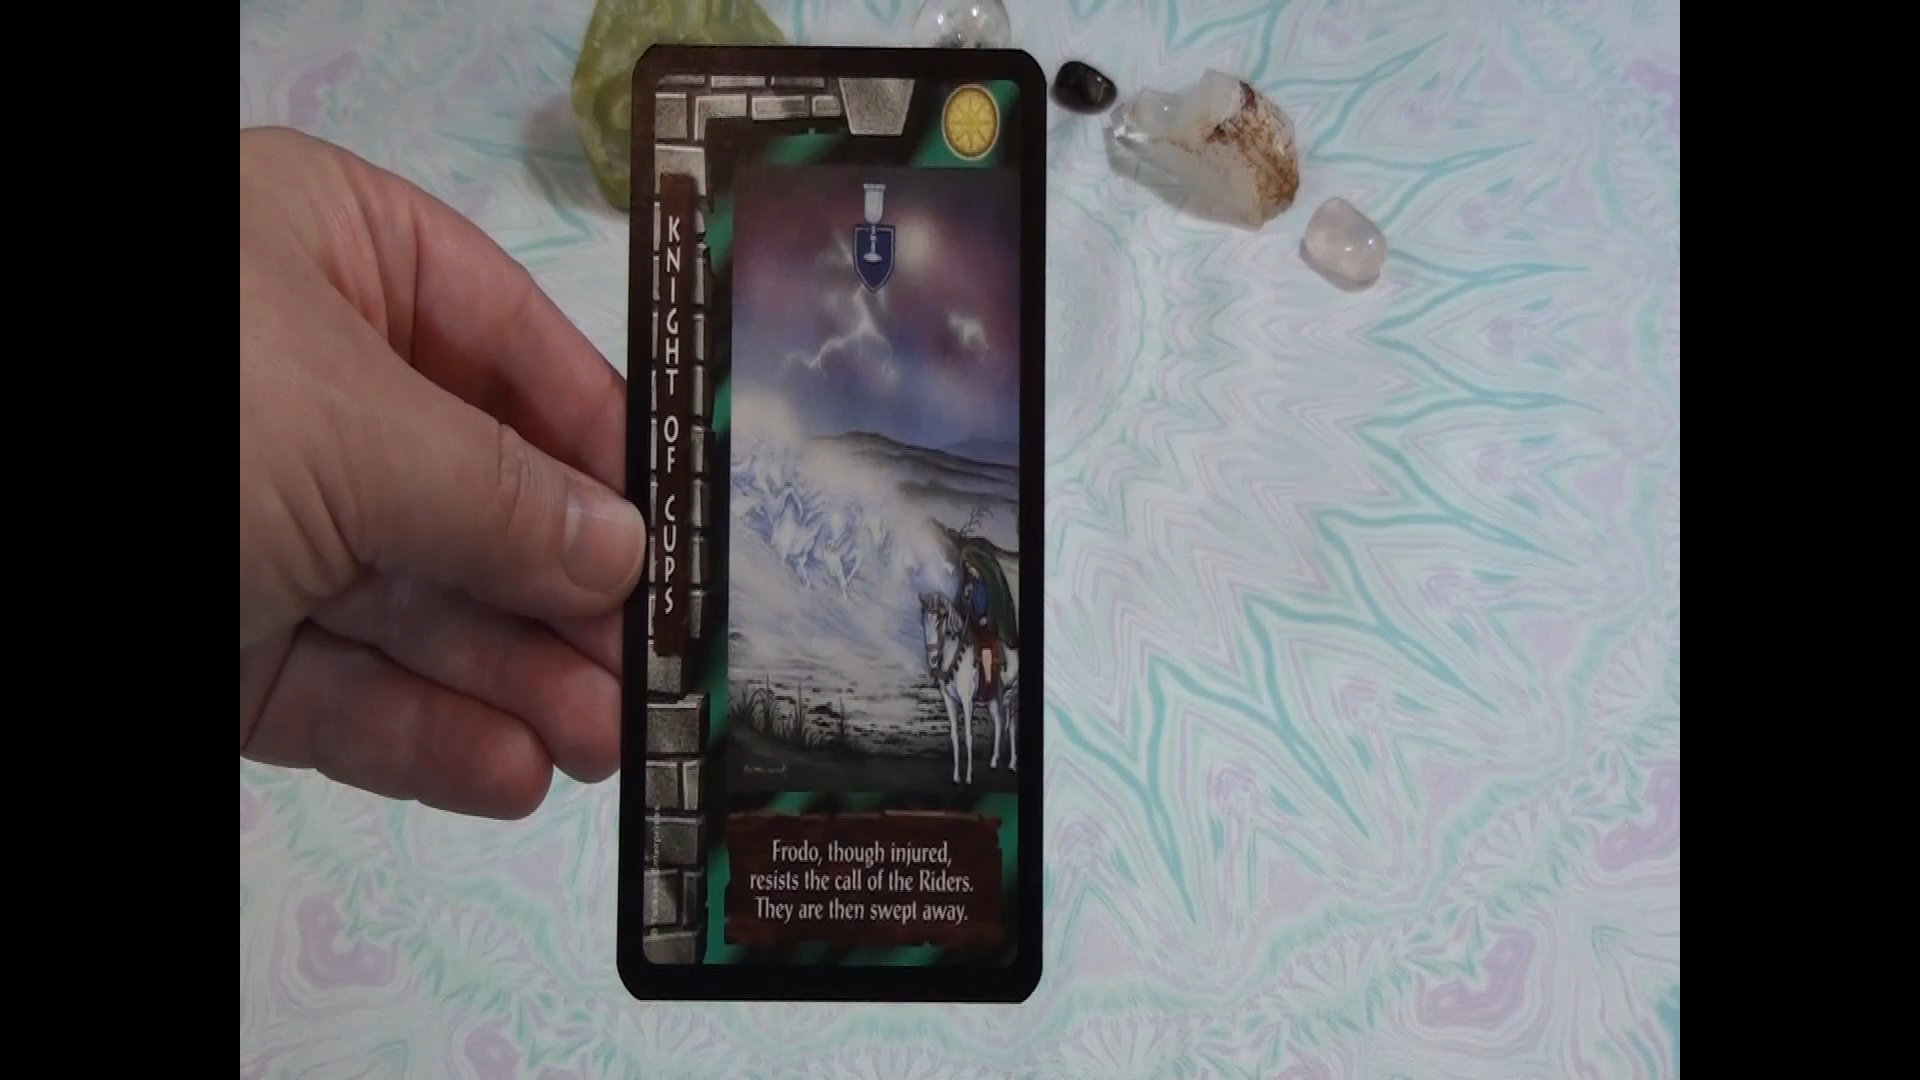 KNIGHT OF CUPS
Frodo, though injured,
resists the call of the Riders.
They are then swept away.